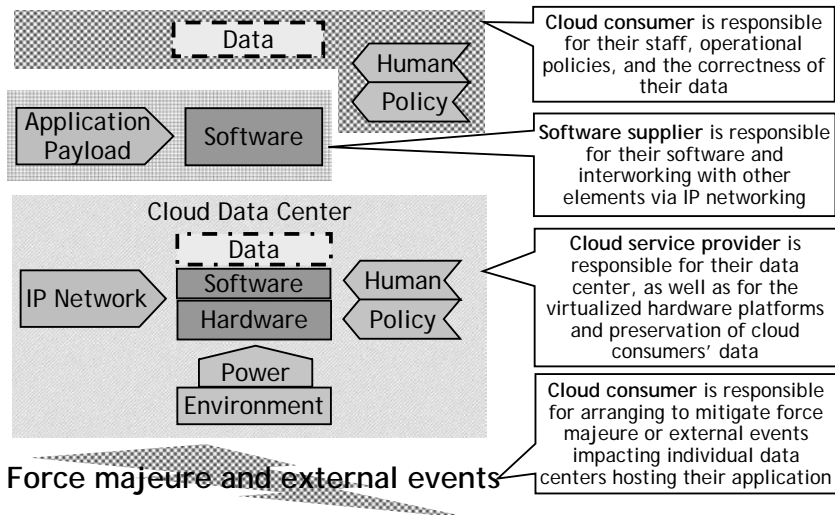 Data
Human
Policy
Cloud consumer is responsible
for their staff, operational
policies, and the correctness of
their data
Application
Payload
Software
Software supplier is responsible
for their software and
interworking with other
elements via IP networking
Cloud Data Center
Data
IP Network
Software
Hardware
Human
Policy
Power
Environment
Cloud service provider is
responsible for their data
center, as well as for the
virtualized hardware platforms
and preservation of cloud
consumers’ data
Force majeure and external events
Cloud consumer is responsible
for arranging to mitigate force
majeure or external events
impacting individual data
centers hosting their application